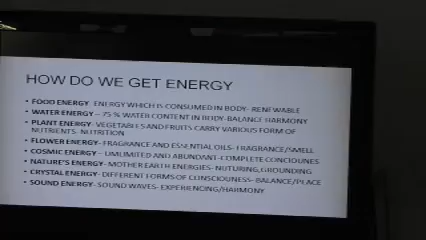 HOW DO WE GET ENERGY
• FOOD ENERGY- ENERGY WHICH IS CONSUMED IN BODY- RENEWABLE
• WATER ENERGY – 75 % WATER CONTENT IN BODY-BALANCE HARMONY
• PLANT ENERGY- VEGETABLES AND FRUITS CARRY VARIOUS FORM OF
NUTRIENTS- NUTRITION
• FLOWER ENERGY- FRAGRANCE AND ESSENTIAL OILS- FRAGRANCE/SMELL
• COSMIC ENERGY – UNLIMITED AND ABUNDANT-COMPLETE CONCIOUNES
• NATURE'S ENERGY- MOTHER EARTH ENERGIES- NUTURING,GROUNDING
• CRYSTAL ENERGY- DIFFERENT FORMS OF CONSCIOUSNESS- BALANCE/PLACE
• SOUND ENERGY- SOUND WAVES- EXPERIENCING/HARMONY